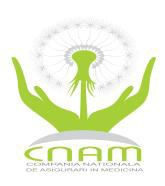 CNAM
COMPANIA NATIONALA
DE ASIGURARI IN MEDICINA